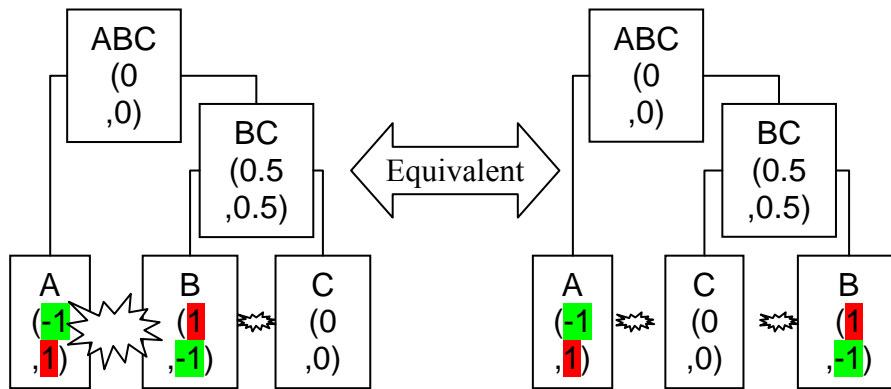 ABC
(0
,0)
BC
(0.5
,0.5)
A
(-1
,1)
B
(1
,-1)
C
(0
,0)
Equivalent
ABC
(0
,0)
BC
(0.5
,0.5)
A
(-1
,1)
C
(0
,0)
B
(1
,-1)